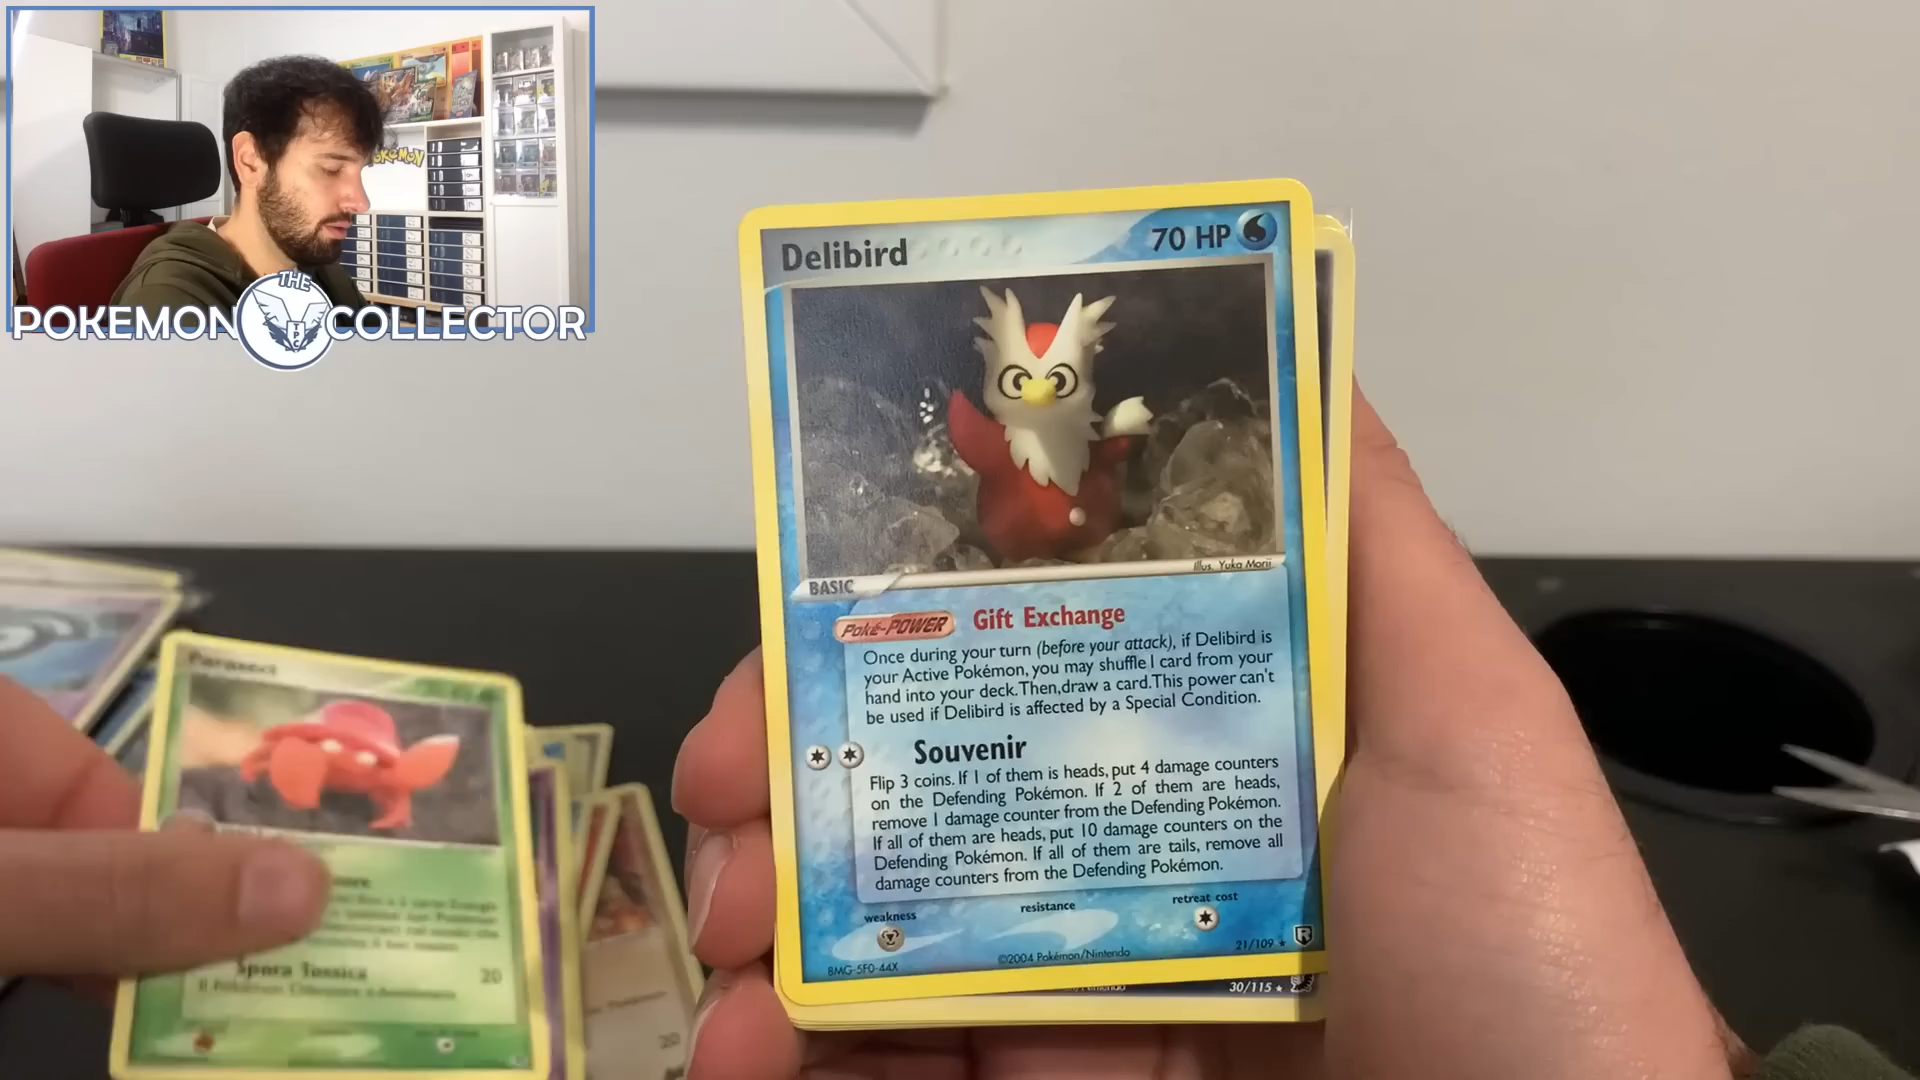 POKEMON
THE
POKEMON COLLECTOR
TPC
Delibird
70 HP
Illus. Yuka Morii
BASIC
Poké-POWER Gift Exchange
Once during your turn (before your attack), if Delibird is
your Active Pokémon, you may shuffle 1 card from your
hand into your deck. Then, draw a card. This power can't
be used if Delibird is affected by a Special Condition.
Souvenir
Flip 3 coins. If 1 of them is heads, put 4 damage counters
on the Defending Pokémon. If 2 of them are heads,
remove 1 damage counter from the Defending Pokémon.
If all of them are heads, put 10 damage counters on the
Defending Pokémon. If all of them are tails, remove all
damage counters from the Defending Pokémon.
weakness
resistance
retreat cost
BMG-5F0-44X
©2004 Pokémon/Nintendo
21/109
R
30/115
Parasect
Spora Tossica
20
20